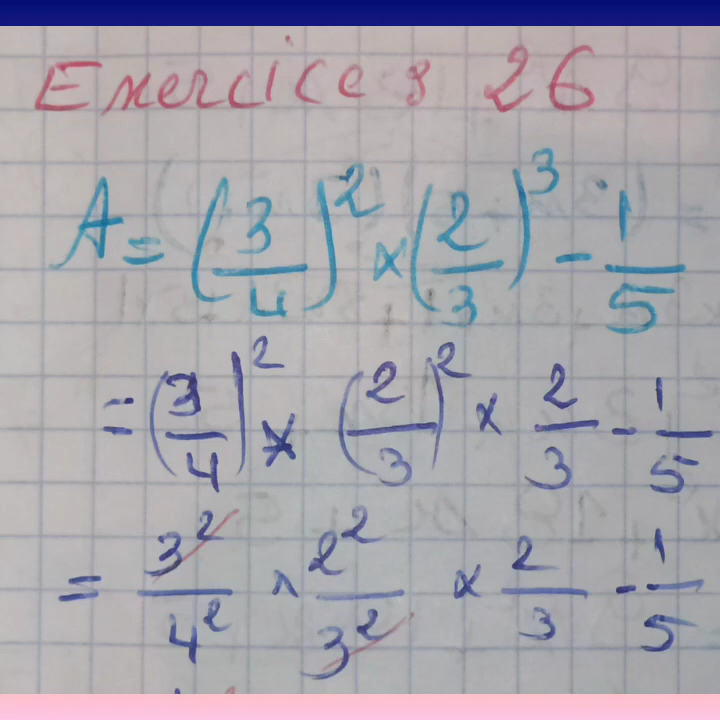 Exercice s 26
A = (3/4)² × (2/3)³ - 1/5
= (3/4)² × (2/3)² × 2/3 - 1/5
= 3²/4² × 2²/3² × 2/3 - 1/5